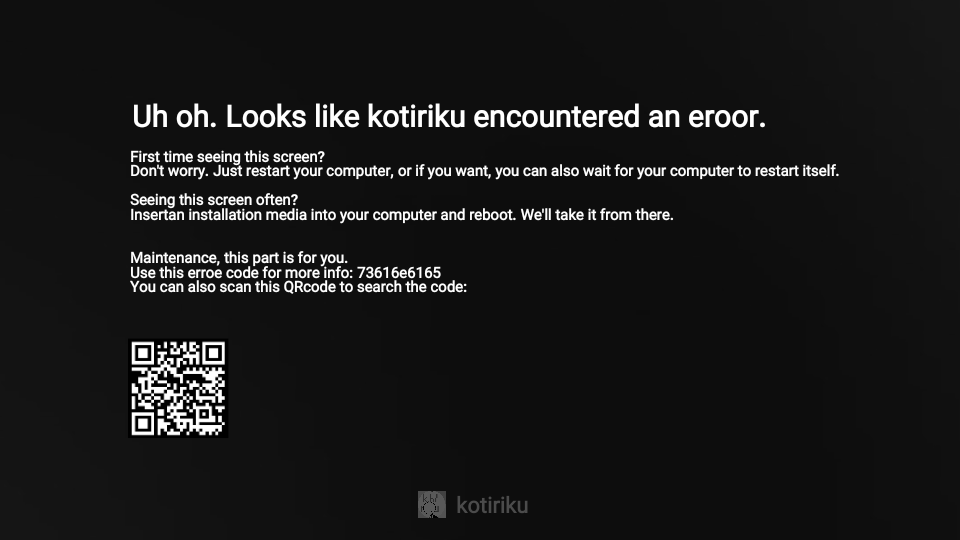 Uh oh. Looks like kotiriku encountered an eroor.
First time seeing this screen?
Don't worry. Just restart your computer, or if you want, you can also wait for your computer to restart itself.
Seeing this screen often?
Insertan installation media into your computer and reboot. We'll take it from there.
Maintenance, this part is for you.
Use this erroe code for more info: 73616e6165
You can also scan this QRcode to search the code:
kotiriku